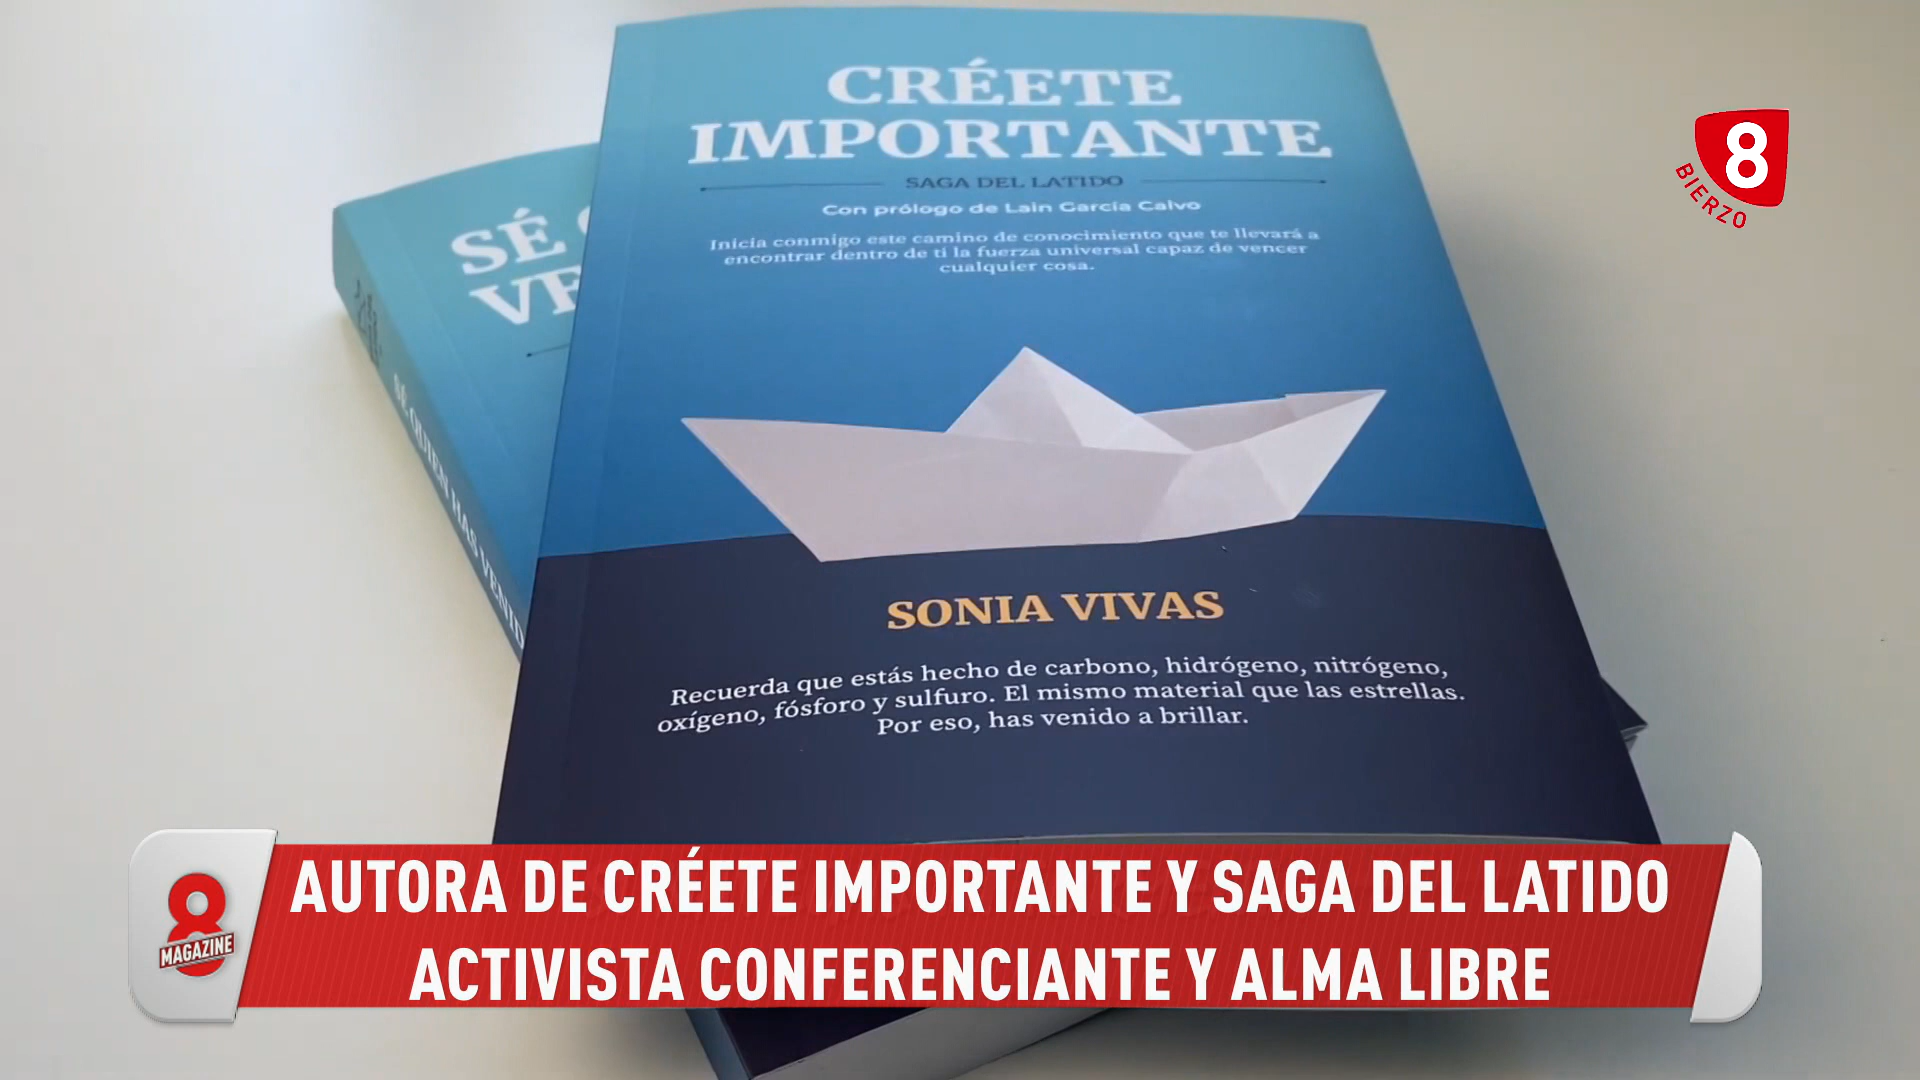 CRÉETE
IMPORTANTE
SAGA DEL LATIDO
Con prólogo de Lain García Calvo
Inicia conmigo este camino de conocimiento que te llevará a
encontrar dentro de ti la fuerza universal capaz de vencer
cualquier cosa.
SONIA VIVAS
Recuerda que estás hecho de carbono, hidrógeno, nitrógeno,
oxígeno, fósforo y sulfuro. El mismo material que las estrellas.
Por eso, has venido a brillar.
SÉ
SÉ QUIEN HAS VENID
8
BIERZO
8
MAGAZINE
AUTORA DE CRÉETE IMPORTANTE Y SAGA DEL LATIDO
ACTIVISTA CONFERENCIANTE Y ALMA LIBRE